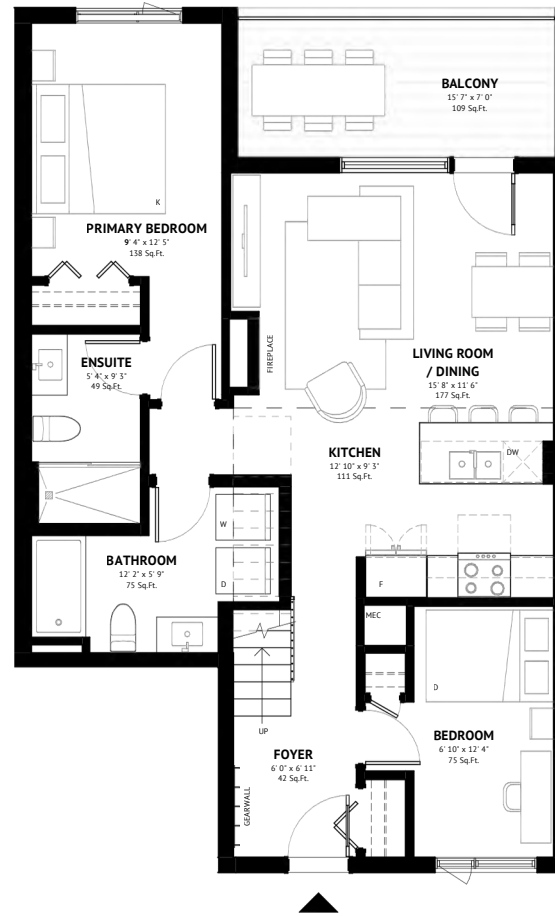 BALCONY
15' 7" x 7' 0"
109 Sq.Ft.
K
PRIMARY BEDROOM
9' 4" x 12' 5"
138 Sq.Ft.
ENSUITE
5' 4" x 9' 3"
49 Sq.Ft.
FIREPLACE
LIVING ROOM
/ DINING
15' 8" x 11' 6"
177 Sq.Ft.
KITCHEN
12' 10" x 9' 3"
111 Sq.Ft.
DW
W
D
BATHROOM
12' 2" x 5' 9"
75 Sq.Ft.
F
MEC
D
UP
FOYER
6' 0" x 6' 11"
42 Sq.Ft.
BEDROOM
6' 10" x 12' 4"
75 Sq.Ft.
GEARWALL